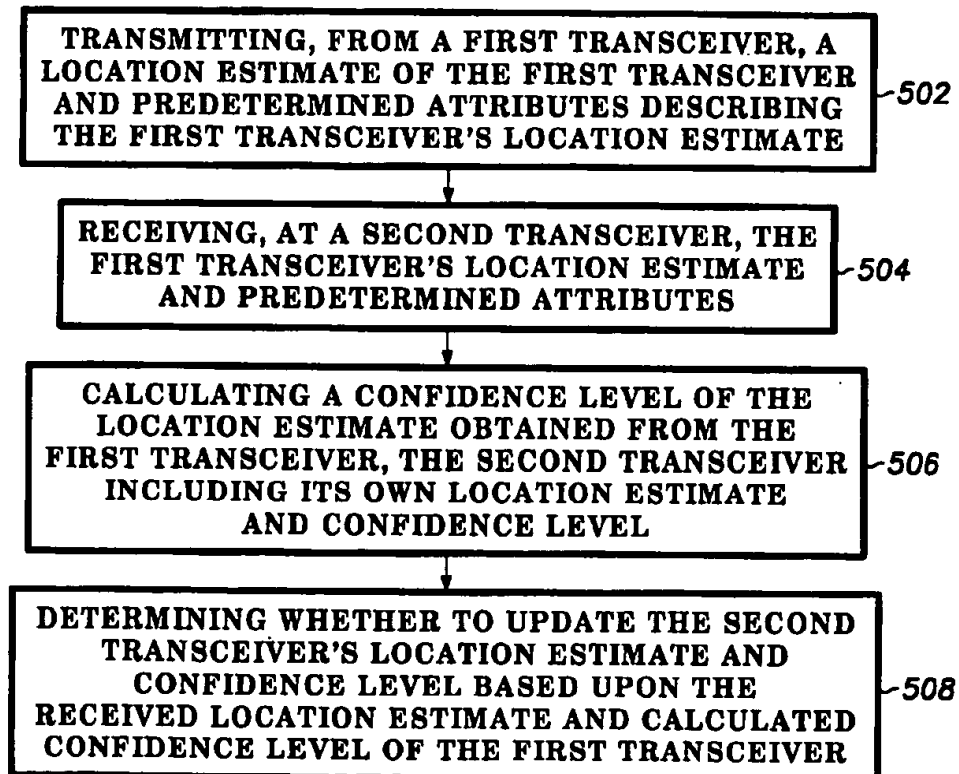 TRANSMITTING, FROM A FIRST TRANSCEIVER, A
LOCATION ESTIMATE OF THE FIRST TRANSCEIVER
AND PREDETERMINED ATTRIBUTES DESCRIBING
THE FIRST TRANSCEIVER'S LOCATION ESTIMATE
502
RECEIVING, AT A SECOND TRANSCEIVER, THE
FIRST TRANSCEIVER'S LOCATION ESTIMATE
AND PREDETERMINED ATTRIBUTES
504
CALCULATING A CONFIDENCE LEVEL OF THE
LOCATION ESTIMATE OBTAINED FROM THE
FIRST TRANSCEIVER, THE SECOND TRANSCEIVER
INCLUDING ITS OWN LOCATION ESTIMATE
AND CONFIDENCE LEVEL
506
DETERMINING WHETHER TO UPDATE THE SECOND
TRANSCEIVER'S LOCATION ESTIMATE AND
CONFIDENCE LEVEL BASED UPON THE
RECEIVED LOCATION ESTIMATE AND CALCULATED
CONFIDENCE LEVEL OF THE FIRST TRANSCEIVER
508